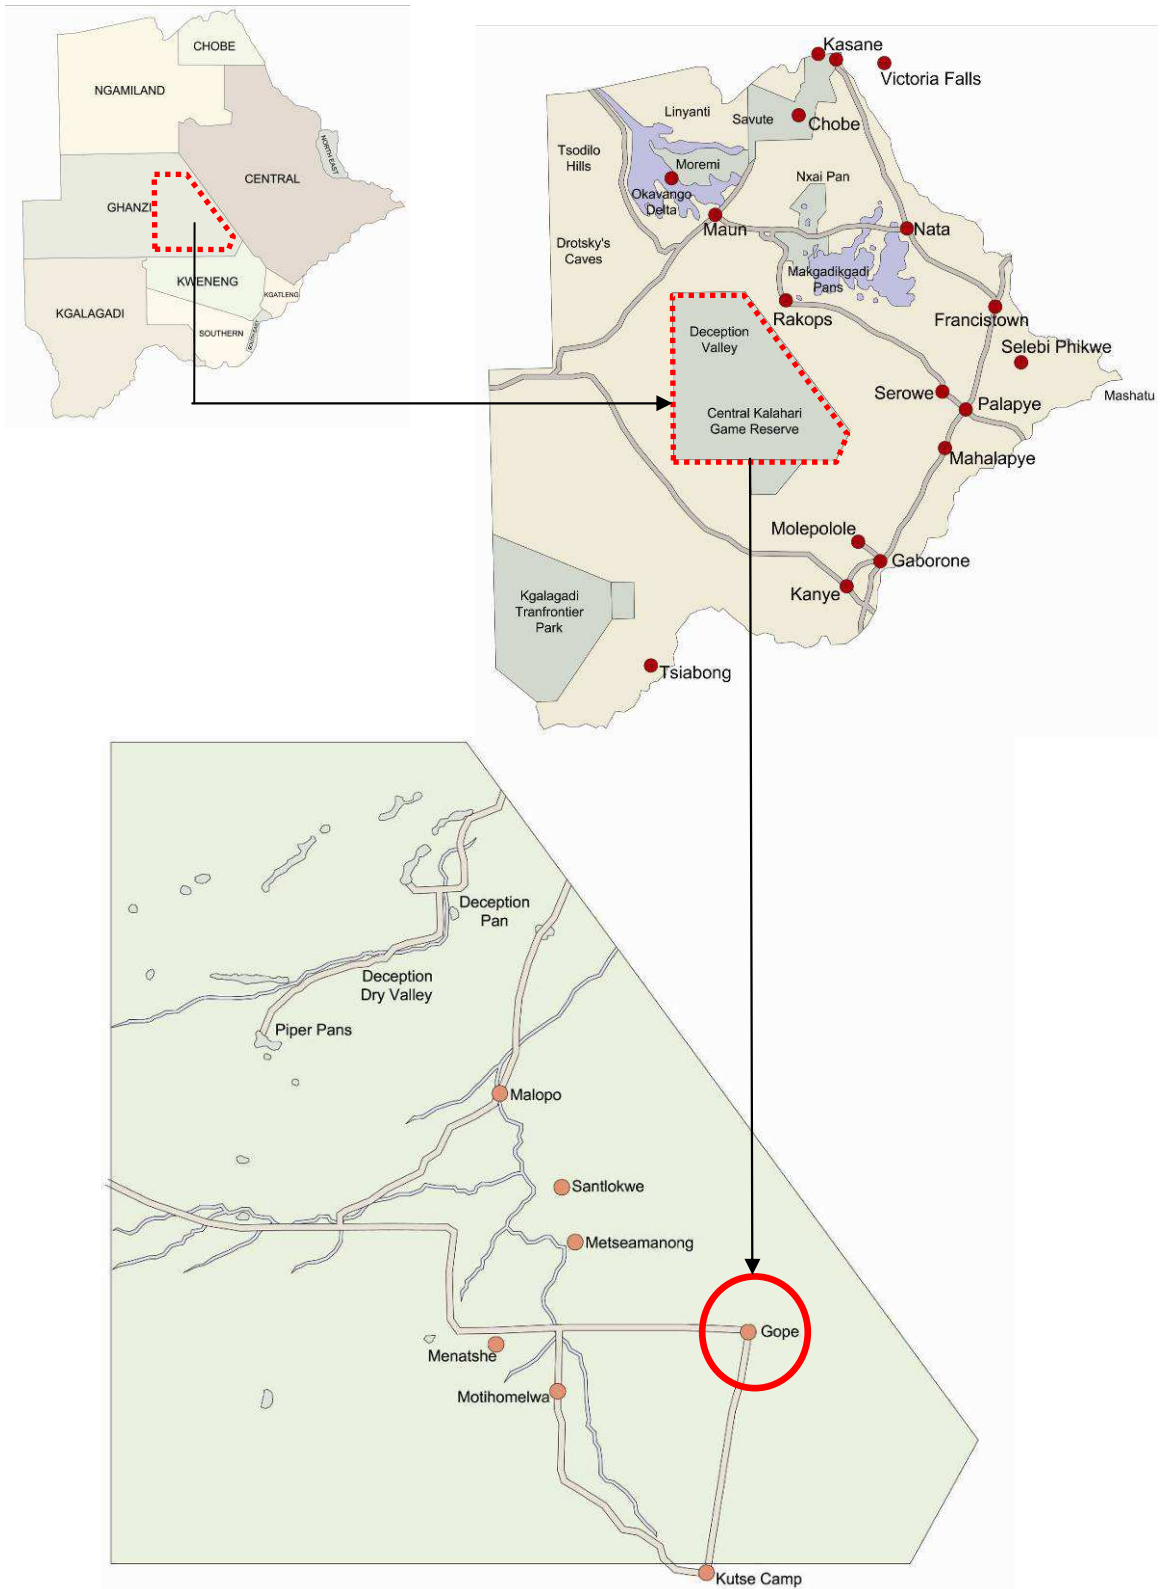 CHOBE
NGAMILAND
NORTH EAST
CENTRAL
GHANZI
KWENENG
KGATLENG
KGALAGADI
SOUTHERN
SOUTH EAST
Kasane
Victoria Falls
Linyanti
Savute
Chobe
Tsodilo
Hills
Moremi
Nxai Pan
Okavango
Delta
Maun
Nata
Drotsky's
Caves
Makgadikgadi
Pans
Rakops
Francistown
Deception
Valley
Selebi Phikwe
Serowe
Palapye
Mashatu
Central Kalahari
Game Reserve
Mahalapye
Molepolole
Gaborone
Kanye
Kgalagadi
Tranfrontier
Park
Tsiabong
Deception
Pan
Deception
Dry Valley
Piper Pans
Malopo
Santlokwe
Metseamanong
Gope
Menatshe
Motihomelwa
Kutse Camp